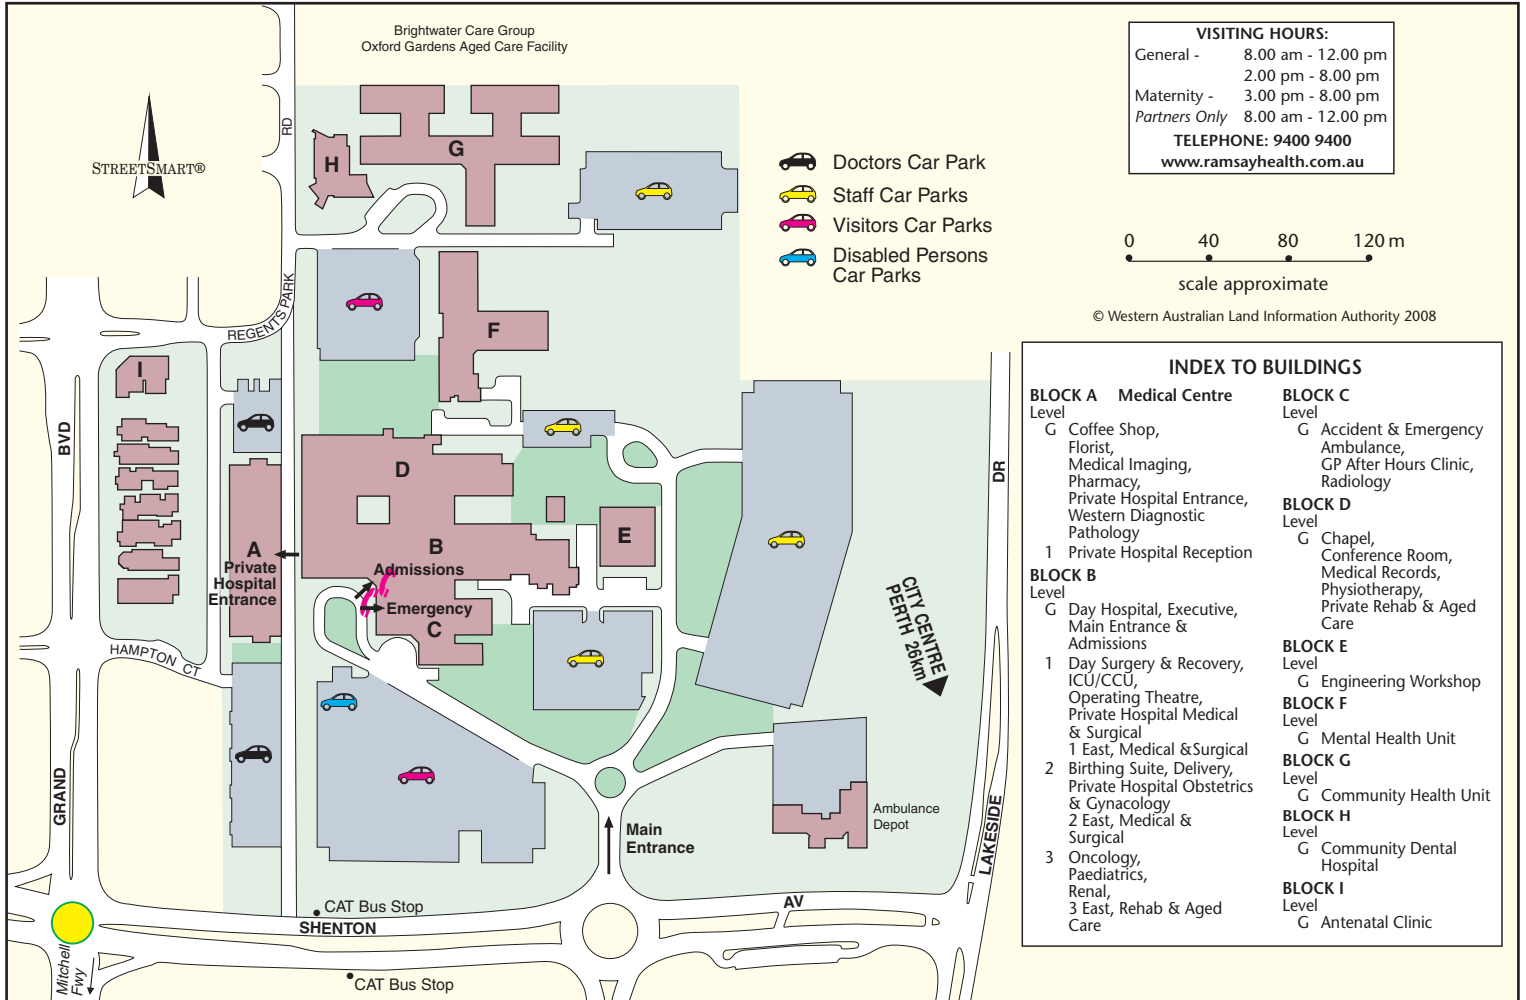 Brightwater Care Group
Oxford Gardens Aged Care Facility
VISITING HOURS:
General - 8.00 am - 12.00 pm
2.00 pm - 8.00 pm
Maternity - 3.00 pm - 8.00 pm
Partners Only 8.00 am - 12.00 pm
TELEPHONE: 9400 9400
www.ramsayhealth.com.au
STREETSMART®
RD
H
G
Doctors Car Park
Staff Car Parks
Visitors Car Parks
Disabled Persons
Car Parks
0 40 80 120 m
scale approximate
© Western Australian Land Information Authority 2008
REGENTS PARK
F
I
BVD
D
DR
A
Private
Hospital
Entrance
B
Admissions
E
Emergency
C
HAMPTON CT
CITY CENTRE
PERTH 26km
GRAND
Main
Entrance
Ambulance
Depot
LAKESIDE
CAT Bus Stop
SHENTON
AV
Mitchell
Fwy
CAT Bus Stop
INDEX TO BUILDINGS
BLOCK A Medical Centre
Level
G Coffee Shop,
Florist,
Medical Imaging,
Pharmacy,
Private Hospital Entrance,
Western Diagnostic
Pathology
1 Private Hospital Reception
BLOCK B
Level
G Day Hospital, Executive,
Main Entrance &
Admissions
1 Day Surgery & Recovery,
ICU/CCU,
Operating Theatre,
Private Hospital Medical
& Surgical
1 East, Medical &Surgical
2 Birthing Suite, Delivery,
Private Hospital Obstetrics
& Gynacology
2 East, Medical &
Surgical
3 Oncology,
Paediatrics,
Renal,
3 East, Rehab & Aged
Care
BLOCK C
Level
G Accident & Emergency
Ambulance,
GP After Hours Clinic,
Radiology
BLOCK D
Level
G Chapel,
Conference Room,
Medical Records,
Physiotherapy,
Private Rehab & Aged
Care
BLOCK E
Level
G Engineering Workshop
BLOCK F
Level
G Mental Health Unit
BLOCK G
Level
G Community Health Unit
BLOCK H
Level
G Community Dental
Hospital
BLOCK I
Level
G Antenatal Clinic